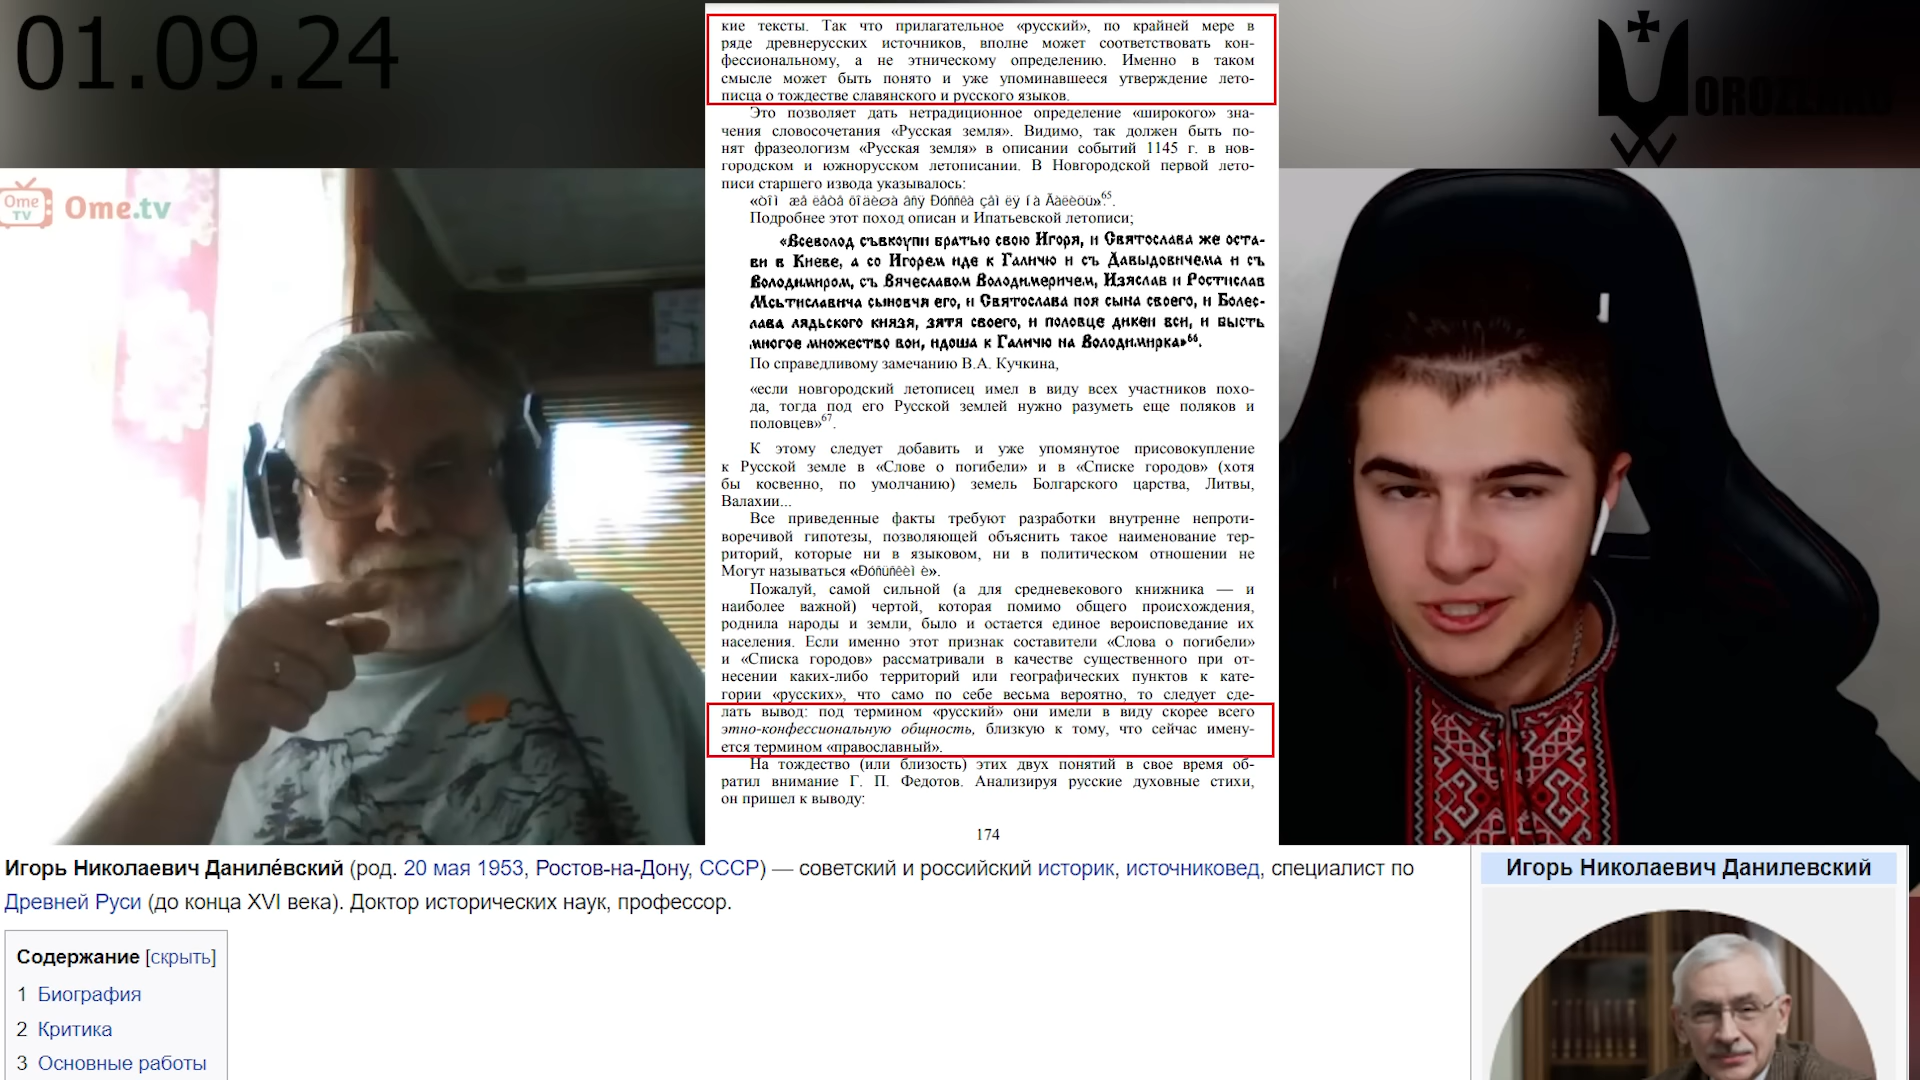 01.09.24
OROZENKO
Ome TV
Ome.tv
кие тексты. Так что прилагательное «русский», по крайней мере в
ряде древнерусских источников, вполне может соответствовать кон-
фессиональному, а не этническому определению. Именно в таком
смысле может быть понято и уже упоминавшееся утверждение лето-
писца о тождестве славянского и русского языков.
Это позволяет дать нетрадиционное определение «широкого» зна-
чения словосочетания «Русская земля». Видимо, так должен быть по-
нят фразеологизм «Русская земля» в описании событий 1145 г. в нов-
городском и южнорусском летописании. В Новгородской первой лето-
писи старшего извода указывалось:
Подробнее этот поход описан и Ипатьевской летописи;
«Всеволод съвкоупи братью свою Игоря, и Святослава же оста-
ви в Киеве, а со Игорем иде к Галичю и съ Давыдовичема и съ
Володимиром, съ Вячеславом Володимеричем, Изяслав и Ростислав
Мсьтиславича сыновчя его, и Святослава поя сына своего, и Болес-
лава лядьского князя, зятя своего, и половце дикеи вси, и бысть
многое множество вои, идоша к Галичю на Володимирка»66.
По справедливому замечанию В.А. Кучкина,
«если новгородский летописец имел в виду всех участников похо-
да, тогда под его Русской землей нужно разуметь еще поляков и
половцев»67.
К этому следует добавить и уже упомянутое присовокупление
к Русской земле в «Слове о погибели» и в «Списке городов» (хотя
бы косвенно, по умолчанию) земель Болгарского царства, Литвы,
Валахии...
Все приведенные факты требуют разработки внутренне непроти-
воречивой гипотезы, позволяющей объяснить такое наименование тер-
риторий, которые ни в языковом, ни в политическом отношении не
Могут называться
Пожалуй, самой сильной (а для средневекового книжника — и
наиболее важной) чертой, которая помимо общего происхождения,
роднила народы и земли, было и остается единое вероисповедание их
населения. Если именно этот признак составители «Слова о погибели»
и «Списка городов» рассматривали в качестве существенного при от-
несении каких-либо территорий или географических пунктов к кате-
гории «русских», что само по себе весьма вероятно, то следует сде-
лать вывод: под термином «русский» они имели в виду скорее всего
этно-конфессиональную общность, близкую к тому, что сейчас имену-
ется термином «православный».
На тождество (или близость) этих двух понятий в свое время об-
ратил внимание Г. П. Федотов. Анализируя русские духовные стихи,
он пришел к выводу:
174
Игорь Николаевич Даниле́вский (род. 20 мая 1953, Ростов-на-Дону, СССР) — советский и российский историк, источниковед, специалист по
Древней Руси (до конца XVI века). Доктор исторических наук, профессор.
Содержание [скрыть]
1 Биография
2 Критика
3 Основные работы
Игорь Николаевич Данилевский